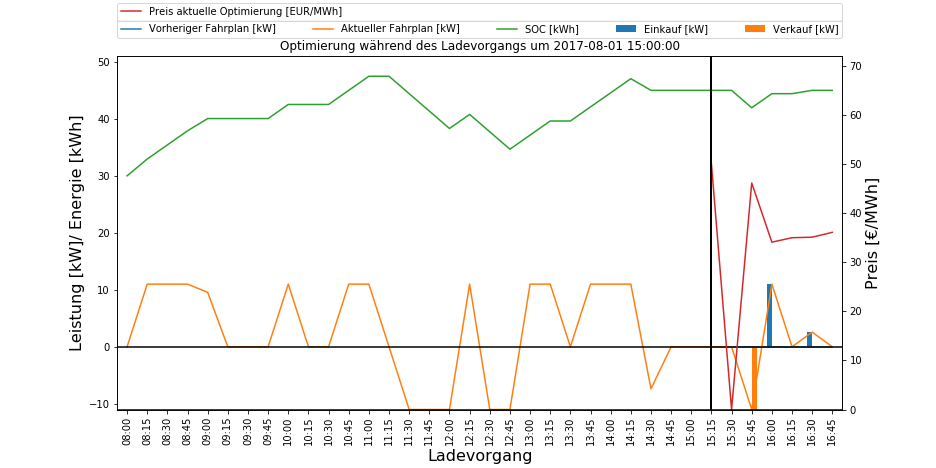 Preis aktuelle Optimierung [EUR/MWh]
Vorheriger Fahrplan [kW] Aktueller Fahrplan [kW] SOC [kWh] Einkauf [kW] Verkauf [kW]
Optimierung während des Ladevorgangs um 2017-08-01 15:00:00
Leistung [kW]/ Energie [kWh]
50
40
30
20
10
0
−10
70
60
50
40
30
20
10
0
Preis [€/MWh]
08:00 08:15 08:30 08:45 09:00 09:15 09:30 09:45 10:00 10:15 10:30 10:45 11:00 11:15 11:30 11:45 12:00 12:15 12:30 12:45 13:00 13:15 13:30 13:45 14:00 14:15 14:30 14:45 15:00 15:15 15:30 15:45 16:00 16:15 16:30 16:45
Ladevorgang